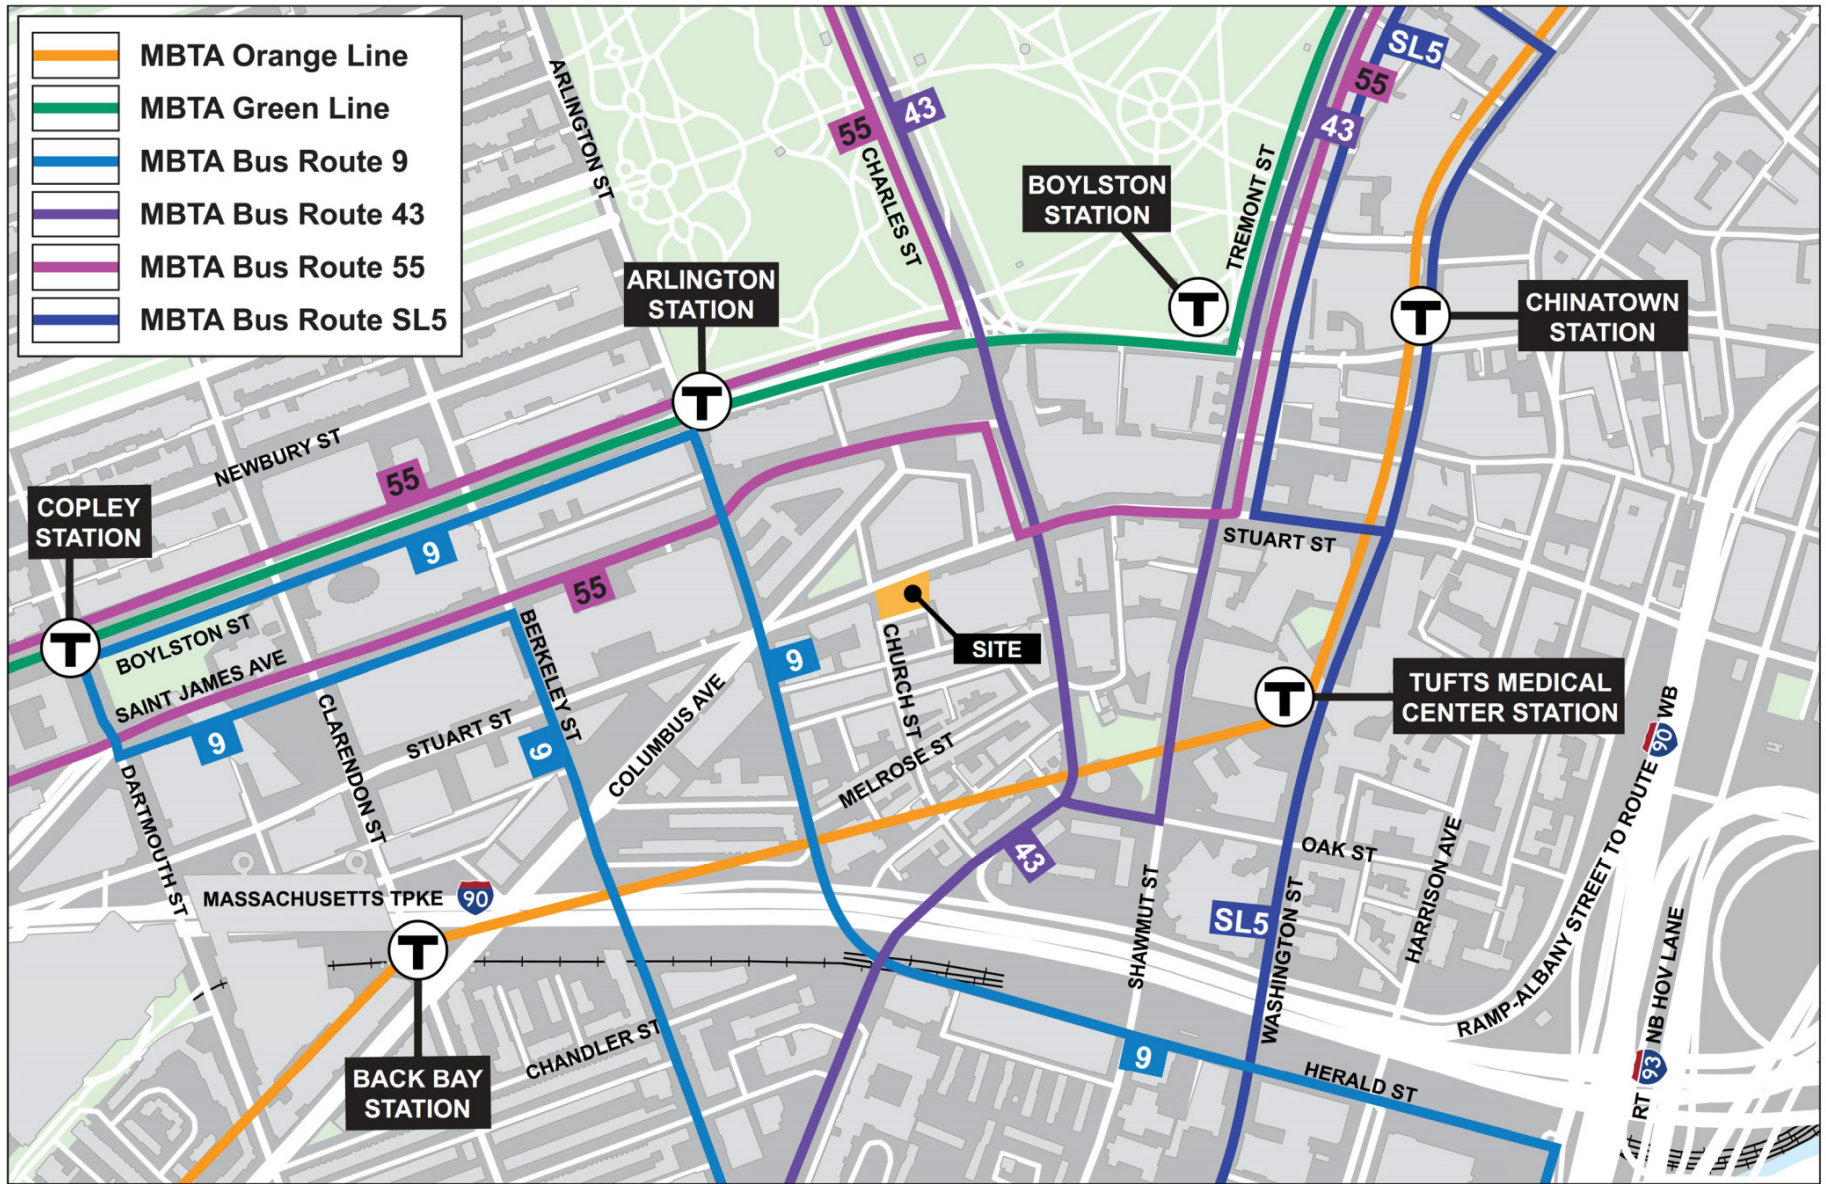 MBTA Orange Line
MBTA Green Line
MBTA Bus Route 9
MBTA Bus Route 43
MBTA Bus Route 55
MBTA Bus Route SL5
ARLINGTON ST
55
43
CHARLES ST
BOYLSTON
STATION
T
TREMONT ST
SL5
55
43
ARLINGTON
STATION
T
CHINATOWN
STATION
T
NEWBURY ST
55
COPLEY
STATION
T
9
55
BOYLSTON ST
SAINT JAMES AVE
9
CLARENDON ST
STUART ST
BERKELEY ST
9
COLUMBUS AVE
9
CHURCH ST
SITE
MELROSE ST
STUART ST
T
TUFTS MEDICAL
CENTER STATION
DARTMOUTH ST
MASSACHUSETTS TPKE
90
T
BACK BAY
STATION
CHANDLER ST
43
SHAWMUT ST
OAK ST
SL5
WASHINGTON ST
HARRISON AVE
9
HERALD ST
RAMP-ALBANY STREET TO ROUTE 90 WB
RT 93 NB HOV LANE